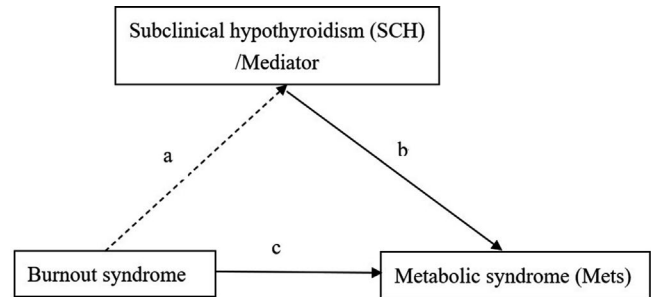 Subclinical hypothyroidism (SCH)
/Mediator
a
b
c
Burnout syndrome
Metabolic syndrome (Mets)